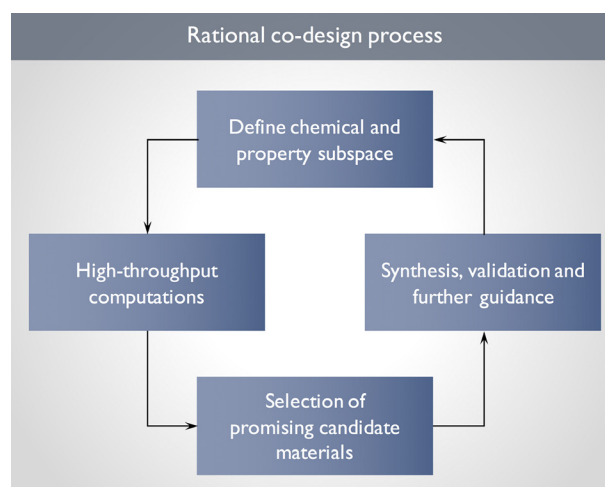 Rational co-design process
Define chemical and
property subspace
High-throughput
computations
Synthesis, validation and
further guidance
Selection of
promising candidate
materials